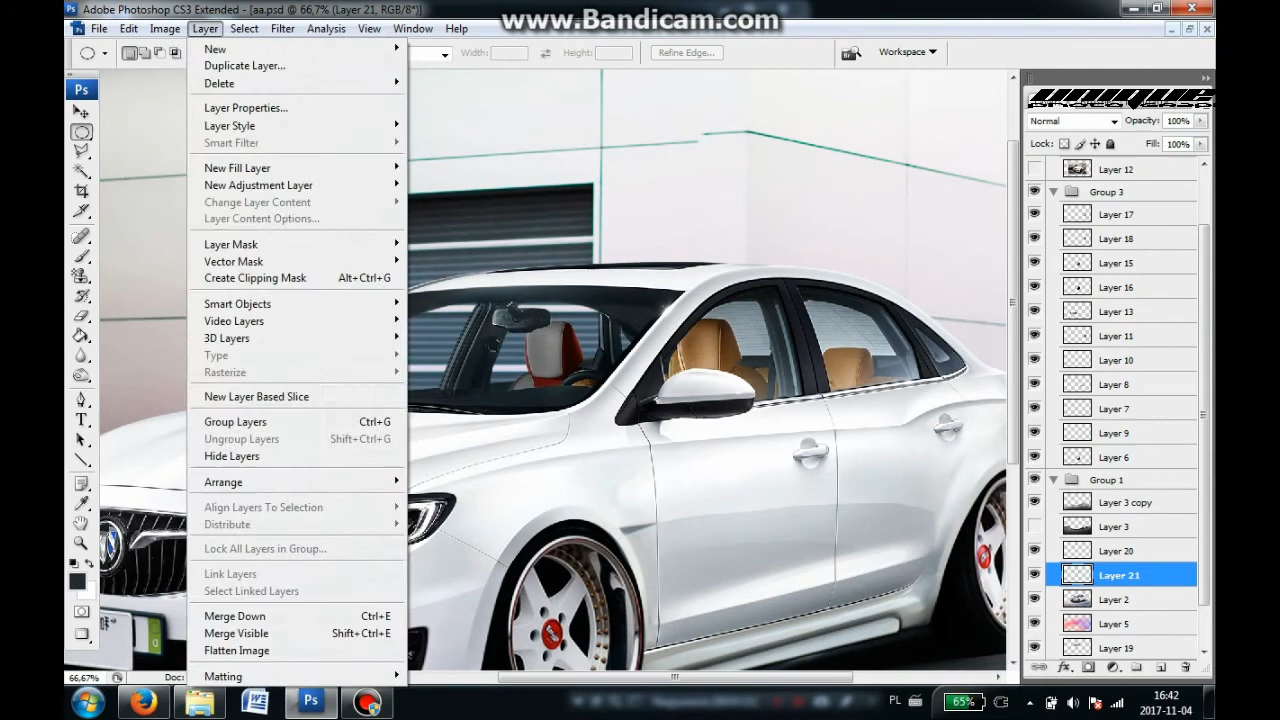 Adobe Photoshop CS3 Extended - [aa.psd @ 66,7% (Layer 21, RGB/8*)]
www.Bandicam.com
File Edit Image Layer Select Filter Analysis View Window Help
Width: Height: Refine Edge... Workspace
Ps
New
Duplicate Layer...
Delete
Layer Properties...
Layer Style
Smart Filter
New Fill Layer
New Adjustment Layer
Change Layer Content
Layer Content Options...
Layer Mask
Vector Mask
Create Clipping Mask Alt+Ctrl+G
Smart Objects
Video Layers
3D Layers
Type
Rasterize
New Layer Based Slice
Group Layers Ctrl+G
Ungroup Layers Shift+Ctrl+G
Hide Layers
Arrange
Align Layers To Selection
Distribute
Lock All Layers in Group...
Link Layers
Select Linked Layers
Merge Down Ctrl+E
Merge Visible Shift+Ctrl+E
Flatten Image
Matting
Normal Opacity: 100%
Lock: Fill: 100%
Layer 12
Group 3
Layer 17
Layer 18
Layer 15
Layer 16
Layer 13
Layer 11
Layer 10
Layer 8
Layer 7
Layer 9
Layer 6
Group 1
Layer 3 copy
Layer 3
Layer 20
Layer 21
Layer 2
Layer 5
Layer 19
66,67% Doc:
Ps PL 65% 16:42
2017-11-04